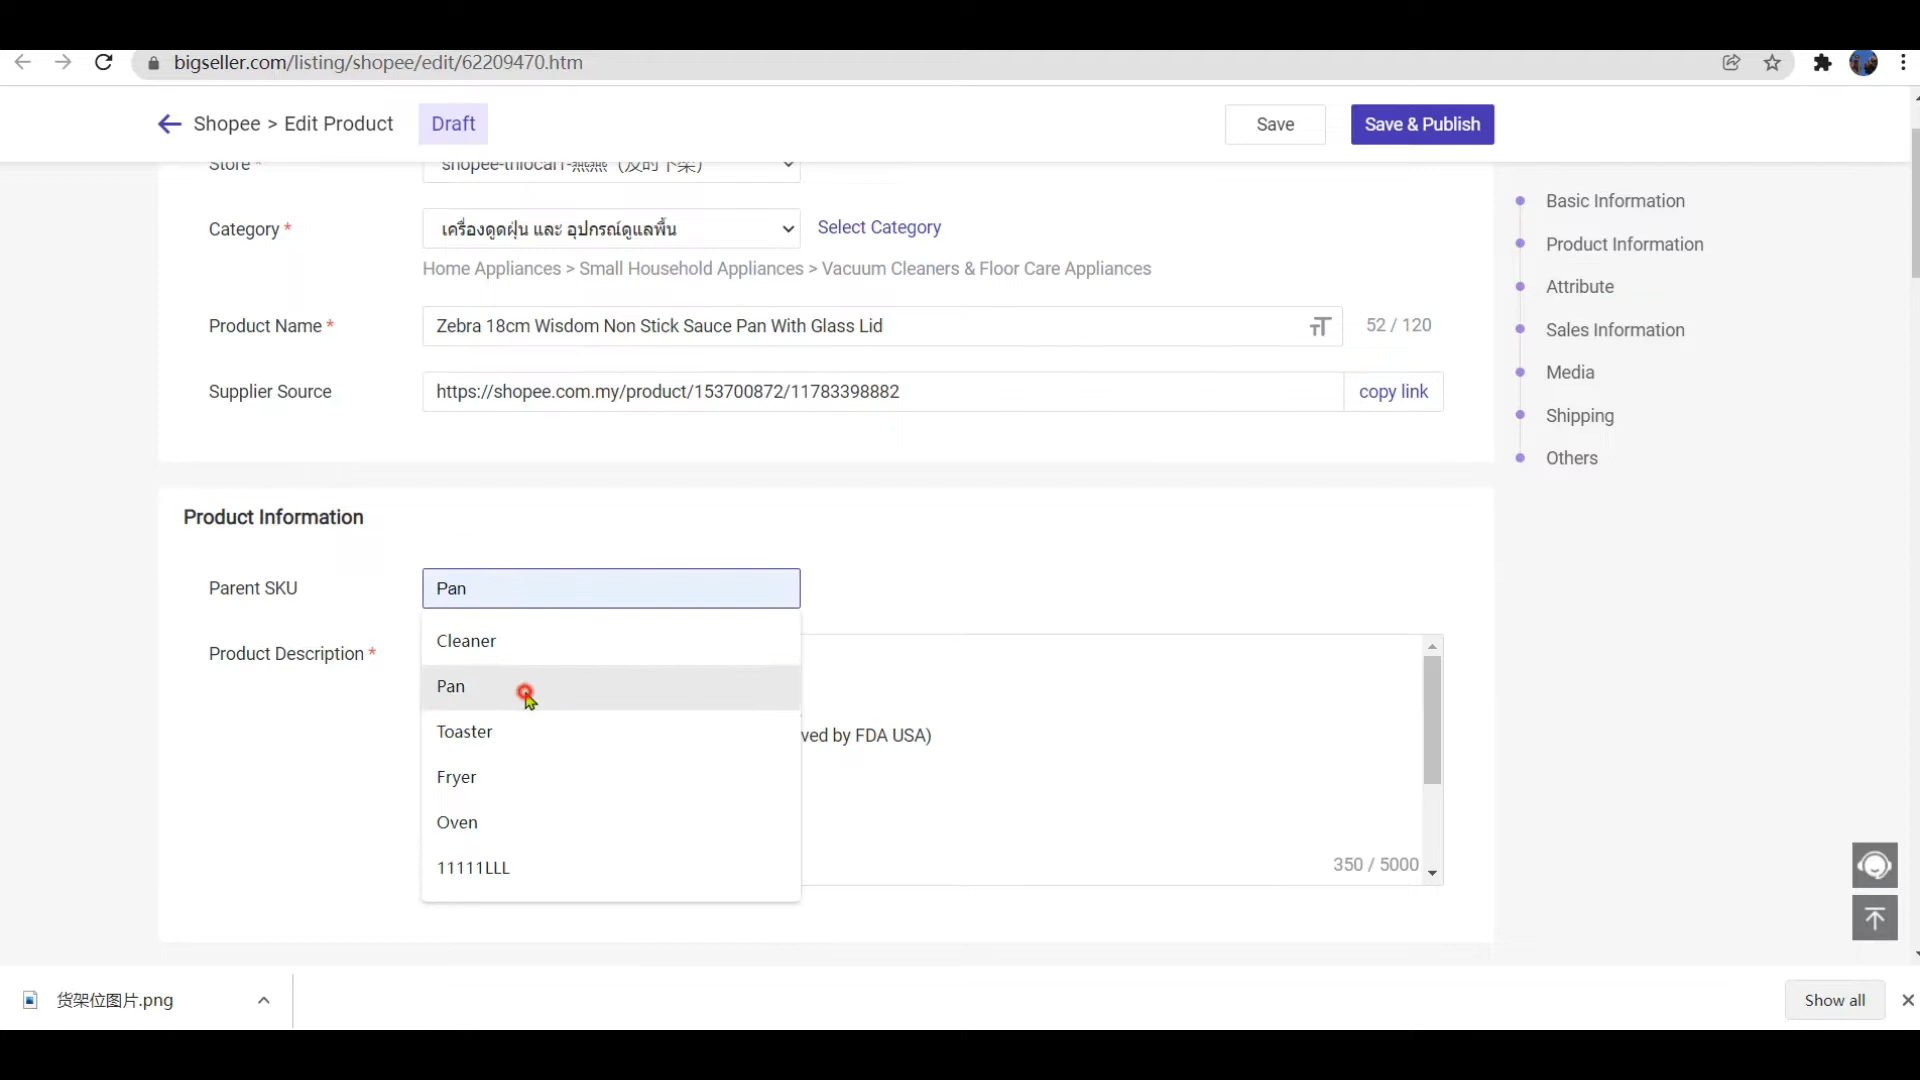 bigseller.com/listing/shopee/edit/62209470.htm
Shopee > Edit Product Draft Save Save & Publish
Store *
Category * เครื่องดูดฝุ่น และ อุปกรณ์ดูแลพื้น Select Category
Home Appliances > Small Household Appliances > Vacuum Cleaners & Floor Care Appliances
Product Name * Zebra 18cm Wisdom Non Stick Sauce Pan With Glass Lid 52 / 120
Supplier Source https://shopee.com.my/product/153700872/11783398882 copy link
Product Information
Parent SKU Pan
Product Description *
Cleaner
Pan
Toaster
Fryer
Oven
11111LLL
ved by FDA USA)
350 / 5000
Basic Information
Product Information
Attribute
Sales Information
Media
Shipping
Others
货架位图片.png
Show all